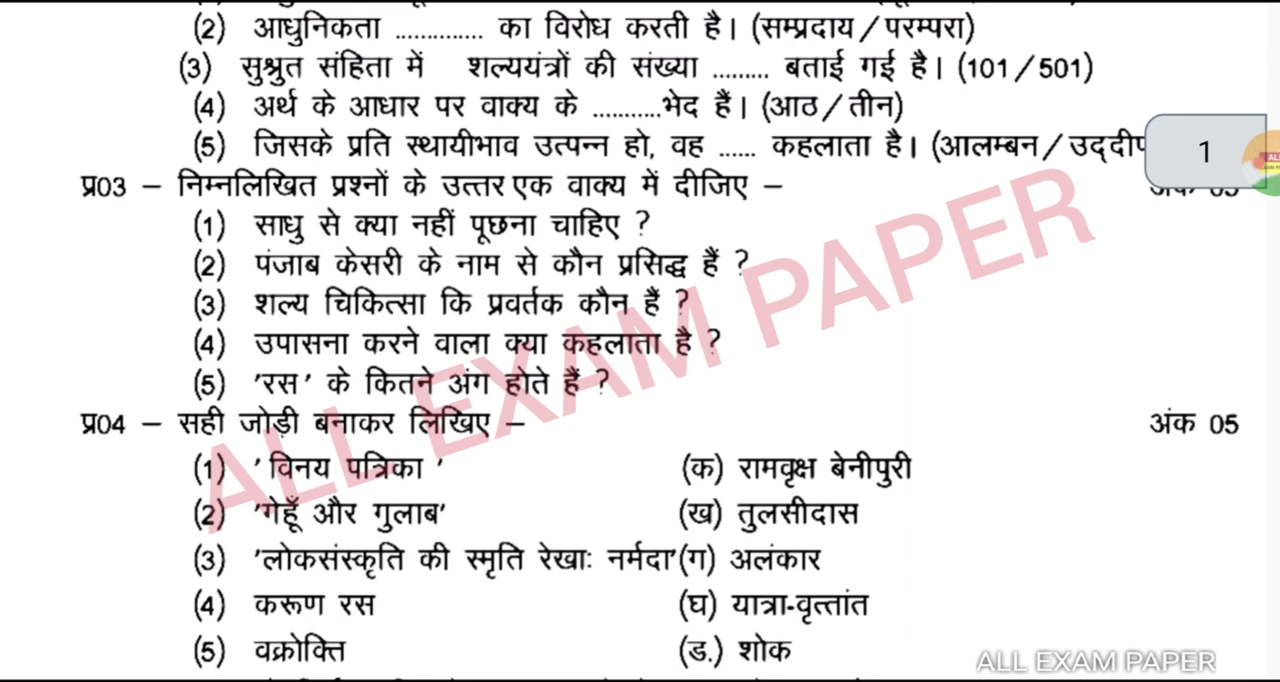 (2) आधुनिकता .............. का विरोध करती है। (सम्प्रदाय / परम्परा)
(3) सुश्रुत संहिता में शल्ययंत्रों की संख्या ......... बताई गई है। (101 / 501)
(4) अर्थ के आधार पर वाक्य के ...........भेद हैं। (आठ / तीन)
(5) जिसके प्रति स्थायीभाव उत्पन्न हो, वह ...... कहलाता है। (आलम्बन /
1
प्र03 – निम्नलिखित प्रश्नों के उत्तर एक वाक्य में दीजिए –
(1) साधु से क्या नहीं पूछना चाहिए ?
(2) पंजाब केसरी के नाम से कौन प्रसिद्ध हैं ?
(3) शल्य चिकित्सा कि प्रवर्तक कौन हैं ?
(4) उपासना करने वाला क्या कहलाता है ?
(5) 'रस' के कितने अंग होते हैं ?
प्र04 – सही जोड़ी बनाकर लिखिए – अंक 05
(1) ' विनय पत्रिका ' (क) रामवृक्ष बेनीपुरी
(2) 'गेहूँ और गुलाब' (ख) तुलसीदास
(3) 'लोकसंस्कृति की स्मृति रेखाः नर्मदा' (ग) अलंकार
(4) करूण रस (घ) यात्रा-वृत्तांत
(5) वक्रोक्ति (ड.) शोक
ALL EXAM PAPER
ALL EXAM PAPER